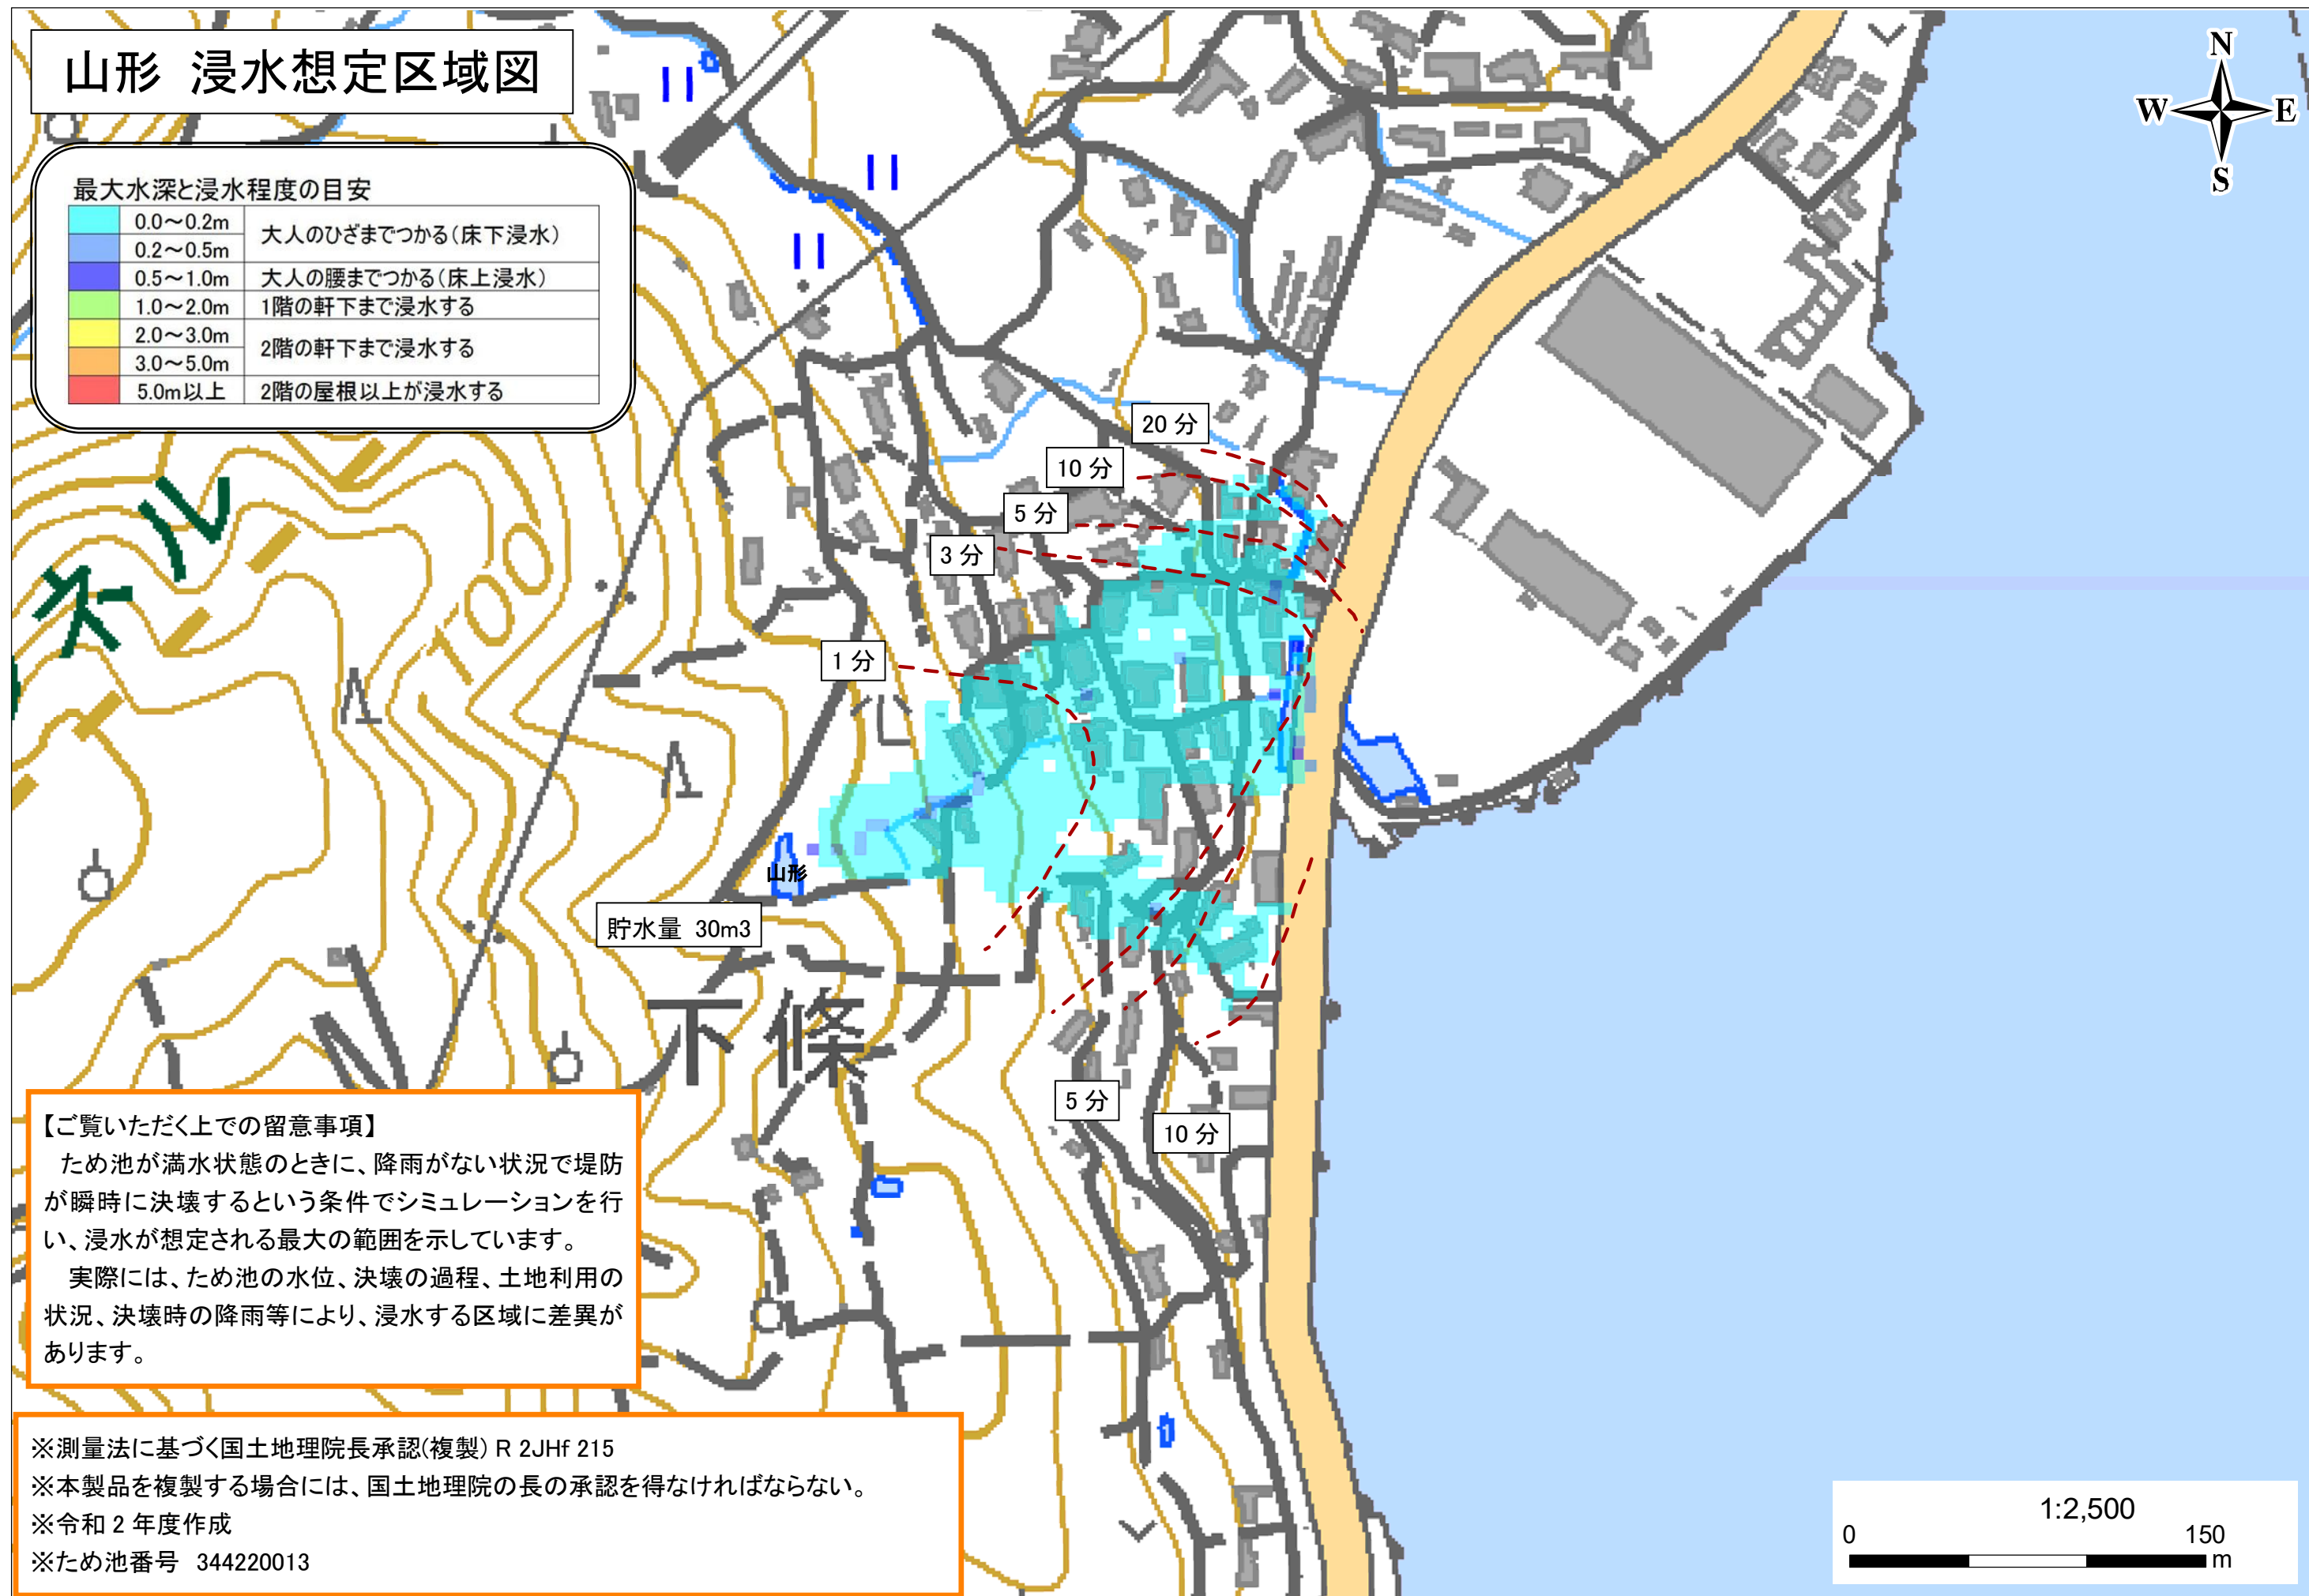 山形 浸水想定区域図
N
W E
S
最大水深と浸水程度の目安
0.0～0.2m
大人のひざまでつかる(床下浸水)
0.2～0.5m
0.5～1.0m 大人の腰までつかる(床上浸水)
1.0～2.0m 1階の軒下まで浸水する
2.0～3.0m
2階の軒下まで浸水する
3.0～5.0m
5.0m以上 2階の屋根以上が浸水する
20 分
10 分
5 分
3 分
ネル
100
1 分
山形
貯水量 30m3
下條
5 分
10 分
【ご覧いただく上での留意事項】
ため池が満水状態のときに、降雨がない状況で堤防
が瞬時に決壊するという条件でシミュレーションを行
い、浸水が想定される最大の範囲を示しています。
実際には、ため池の水位、決壊の過程、土地利用の
状況、決壊時の降雨等により、浸水する区域に差異が
あります。
※測量法に基づく国土地理院長承認(複製) R 2JHf 215
※本製品を複製する場合には、国土地理院の長の承認を得なければならない。
※令和 2 年度作成
※ため池番号 344220013
1:2,500
0 150
m